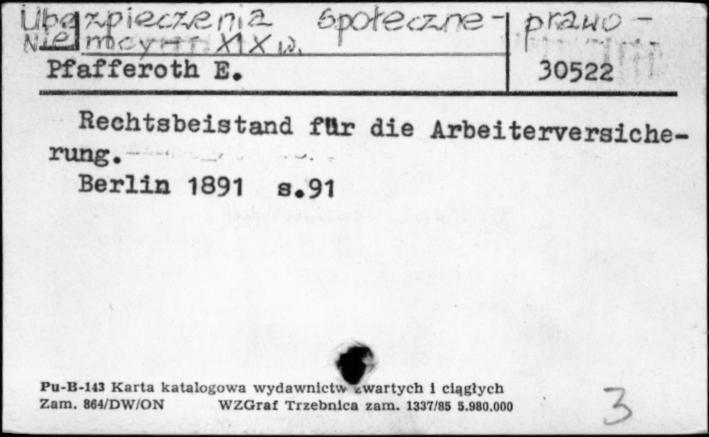 Ubezpieczenia społeczne - prawo -
Niemcy XIX w.
Pfafferoth E. 30522
Rechtsbeistand für die Arbeiterversiche-
rung.
Berlin 1891 s.91
Pu-B-143 Karta katalogowa wydawnictw zwartych i ciągłych
Zam. 864/DW/ON WZGraf Trzebnica zam. 1337/85 5.980.000
3